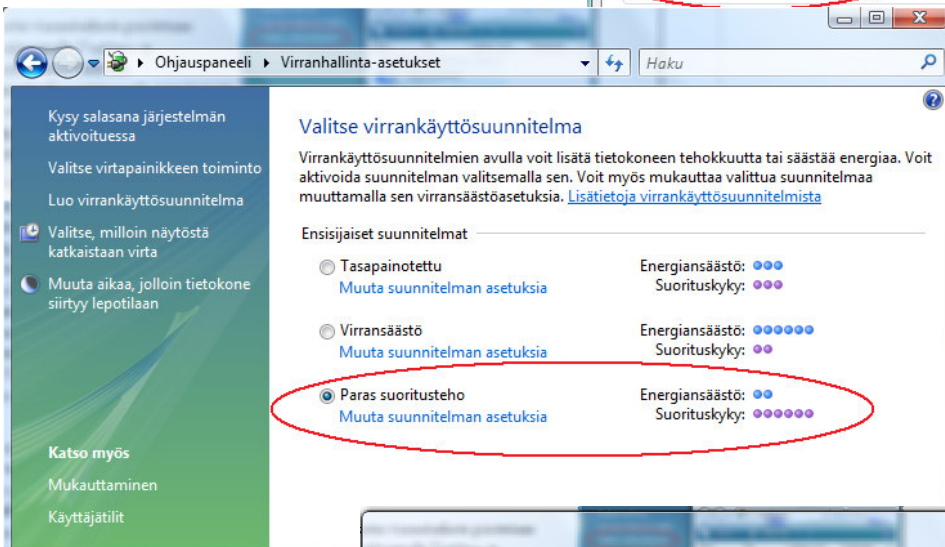 Ohjauspaneeli
Virranhallinta-asetukset
Haku
Kysy salasana järjestelmän
aktivoituessa
Valitse virtapainikkeen toiminto
Luo virrankäyttösuunnitelma
Valitse, milloin näytöstä
katkaistaan virta
Muuta aikaa, jolloin tietokone
siirtyy lepotilaan
Katso myös
Mukauttaminen
Käyttäjätilit
Valitse virrankäyttösuunnitelma
Virrankäyttösuunnitelmien avulla voit lisätä tietokoneen tehokkuutta tai säästää energiaa. Voit
aktivoida suunnitelman valitsemalla sen. Voit myös mukauttaa valittua suunnitelmaa
muuttamalla sen virransäästöasetuksia. Lisätietoja virrankäyttösuunnitelmista
Ensisijaiset suunnitelmat
Tasapainotettu Energiansäästö:
Muuta suunnitelman asetuksia Suorituskyky:
Virransäästö Energiansäästö:
Muuta suunnitelman asetuksia Suorituskyky:
Paras suoritusteho Energiansäästö:
Muuta suunnitelman asetuksia Suorituskyky: